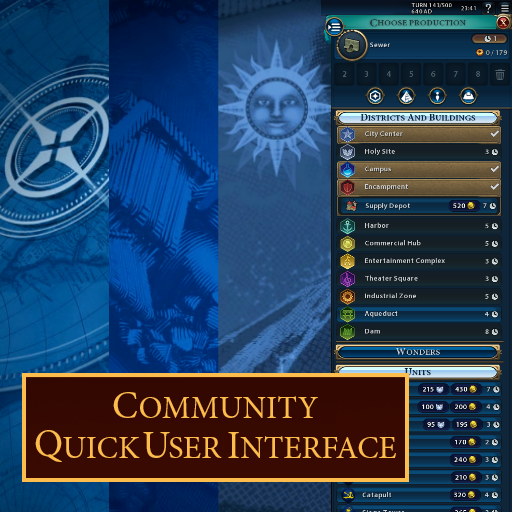 TURN 143/500
640 AD
23:41
?
CHOOSE PRODUCTION
X
1
Sewer
0 / 179
2 3 4 5 6 7 8
DISTRICTS AND BUILDINGS
City Center
Holy Site 3
Campus
Encampment
Supply Depot 520 7
Harbor 5
Commercial Hub 5
Entertainment Complex 3
Theater Square 3
Industrial Zone 5
Aqueduct 4
Dam 8
WONDERS
UNITS
215 430 7
100 200 4
95 195 3
170 2
240 3
210 3
Catapult 320 4
COMMUNITY
QUICK USER INTERFACE